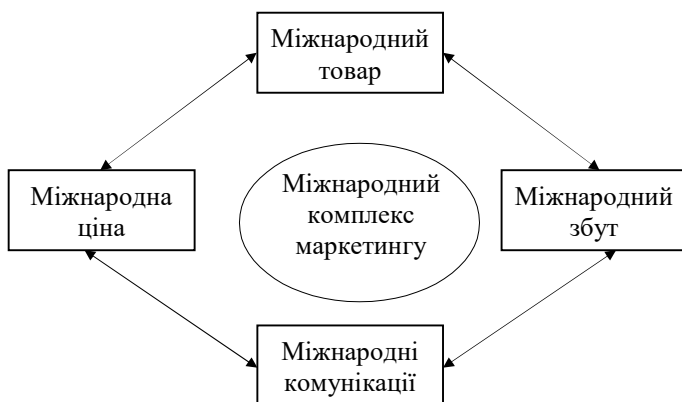 Міжнародний
товар
Міжнародна
ціна
Міжнародний
комплекс
маркетингу
Міжнародний
збут
Міжнародні
комунікації